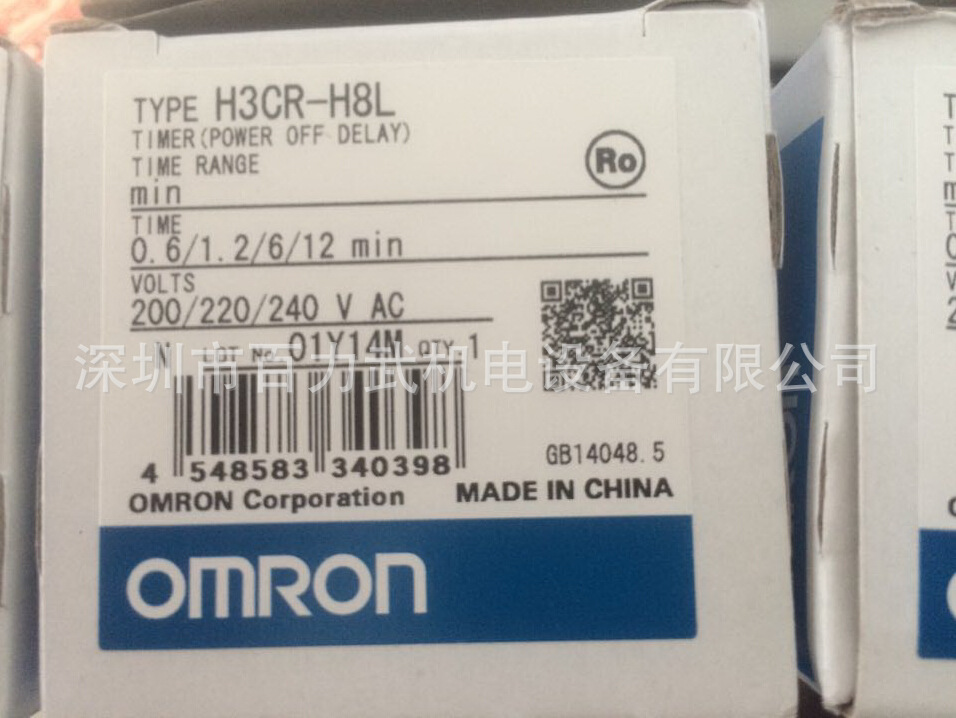 TYPE H3CR-H8L
TIMER(POWER OFF DELAY)
TIME RANGE
Ro
min
TIME
0.6/1.2/6/12 min
VOLTS
200/220/240 V AC
N LOT No. 01Y14M QTY 1
深圳市百力武机电设备有限公司
4 548583 340398
GB14048.5
OMRON Corporation MADE IN CHINA
OMRON